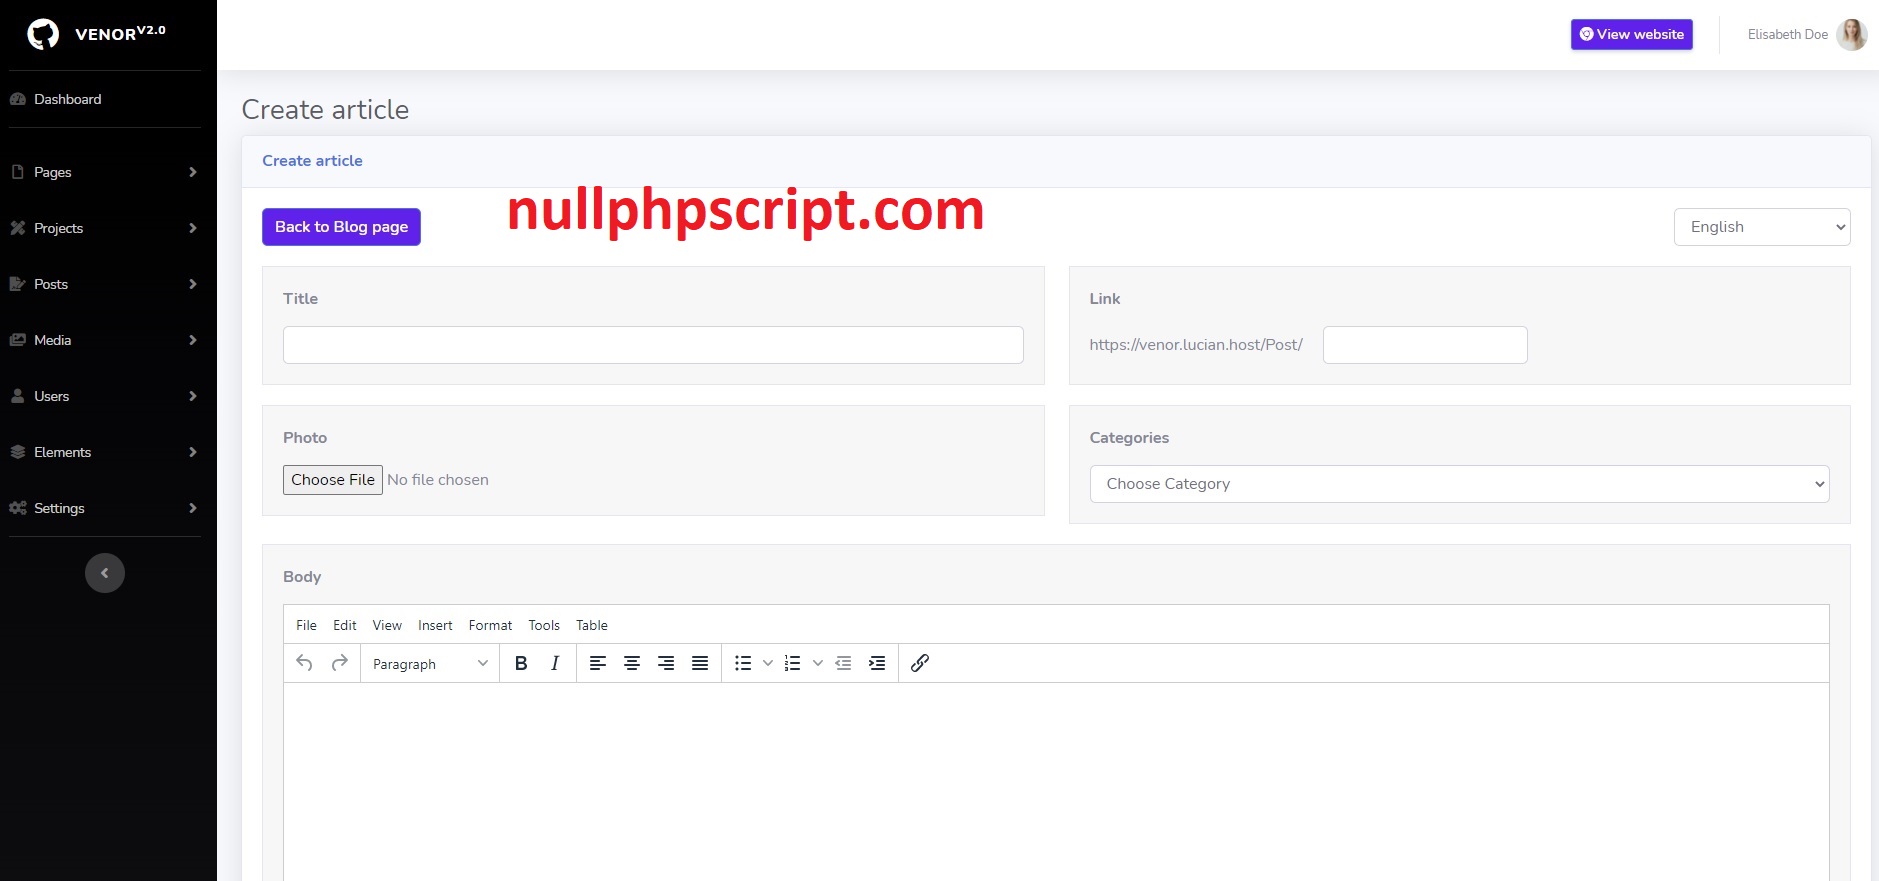 VENOR V2.0
View website
Elisabeth Doe
Dashboard
Pages
Projects
Posts
Media
Users
Elements
Settings
Create article
Create article
nullphpscript.com
Back to Blog page
English
Title
Link
https://venor.lucian.host/Post/
Photo
Choose File No file chosen
Categories
Choose Category
Body
File Edit View Insert Format Tools Table
Paragraph B I